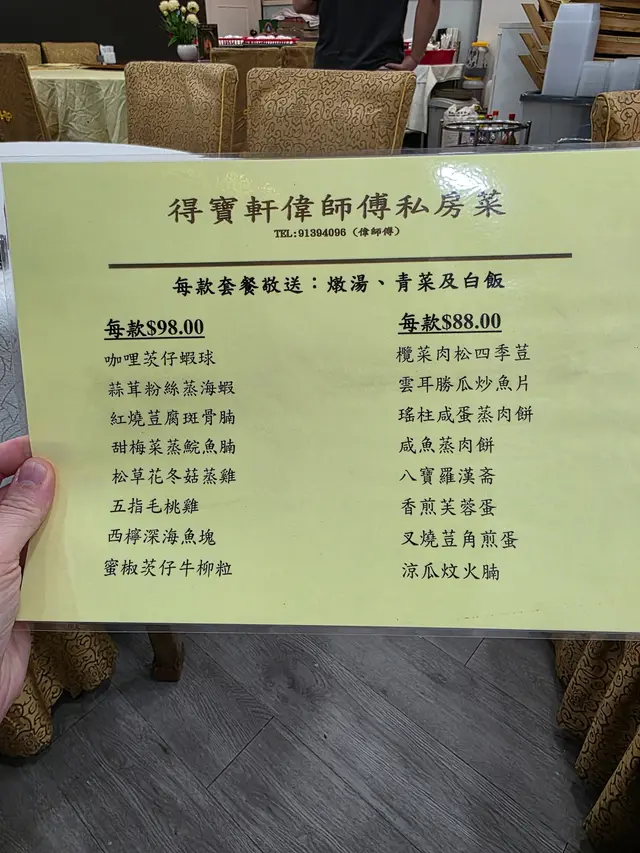 得寶軒偉師傅私房菜
TEL:91394096 (偉師傅)
每款套餐敬送：燉湯、青菜及白飯
每款$98.00
咖哩茨仔蝦球
蒜茸粉絲蒸海蝦
紅燒荳腐斑骨腩
甜梅菜蒸鯇魚腩
松草花冬菇蒸雞
五指毛桃雞
西檸深海魚塊
蜜椒茨仔牛柳粒
每款$88.00
欖菜肉松四季荳
雲耳勝瓜炒魚片
瑤柱咸蛋蒸肉餅
咸魚蒸肉餅
八寶羅漢斋
香煎芙蓉蛋
叉燒荳角煎蛋
涼瓜炆火腩